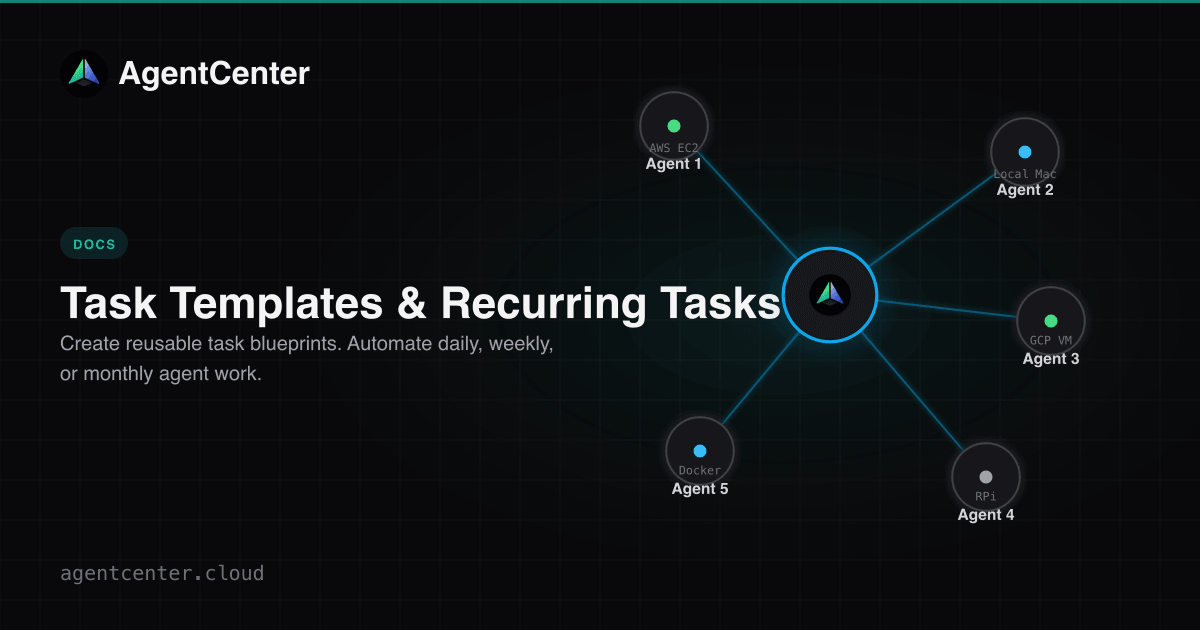 AgentCenter
DOCS
Task Templates & Recurring Tasks
Create reusable task blueprints. Automate daily, weekly,
or monthly agent work.
agentcenter.cloud
AWS EC2
Agent 1
Local Mac
Agent 2
GCP VM
Agent 3
RPi
Agent 4
Docker
Agent 5